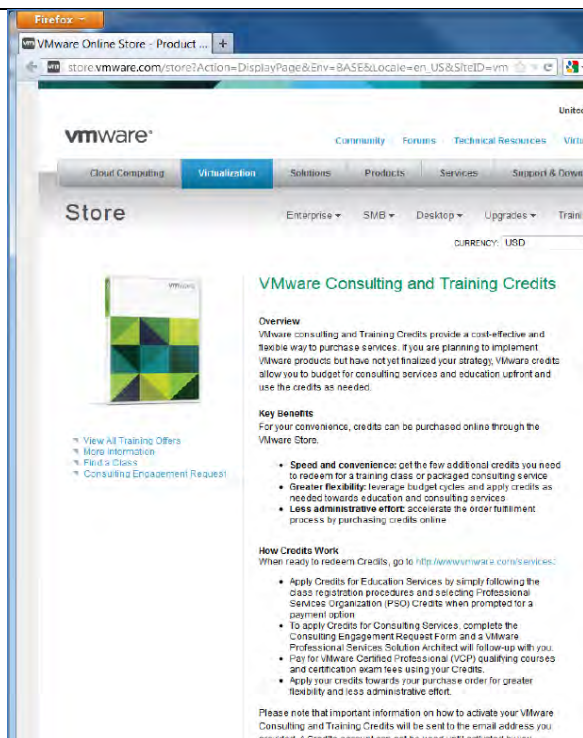 Firefox
VMware Online Store - Product ... +
store.vmware.com/store?Action=DisplayPage&Env=BASE&Locale=en_US&SiteID=vm
United
vmware
Community Forums Technical Resources Virtu
Cloud Computing Virtualization Solutions Products Services Support & Down
Store
Enterprise SMB Desktop Upgrades Traini
CURRENCY: USD
vmware
VMware Consulting and Training Credits
Overview
VMware consulting and Training Credits provide a cost-effective and
flexible way to purchase services. If you are planning to implement
VMware products but have not yet finalized your strategy, VMware credits
allow you to budget for consulting services and education upfront and
use the credits as needed.
Key Benefits
For your convenience, credits can be purchased online through the
VMware Store.
View All Training Offers
More Information
Find a Class
Consulting Engagement Request
Speed and convenience: get the few additional credits you need
to redeem for a training class or packaged consulting service
Greater flexibility: leverage budget cycles and apply credits as
needed towards education and consulting services
Less administrative effort: accelerate the order fulfillment
process by purchasing credits online
How Credits Work
When ready to redeem Credits, go to http://www.vmware.com/services.
Apply Credits for Education Services by simply following the
class registration procedures and selecting Professional
Services Organization (PSO) Credits when prompted for a
payment option
To apply Credits for Consulting Services, complete the
Consulting Engagement Request Form and a VMware
Professional Services Solution Architect will follow-up with you.
Pay for VMware Certified Professional (VCP) qualifying courses
and certification exam fees using your Credits.
Apply your credits towards your purchase order for greater
flexibility and less administrative effort.
Please note that important information on how to activate your VMware
Consulting and Training Credits will be sent to the email address you